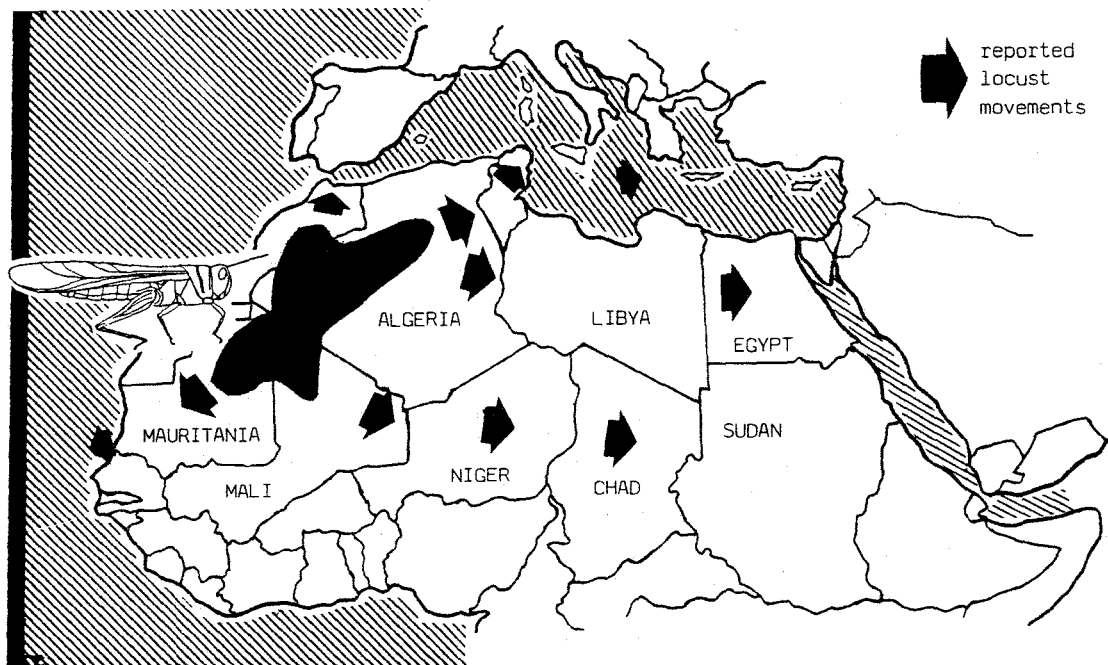 reported
locust
movements
ALGERIA
LIBYA
EGYPT
MAURITANIA
SUDAN
MALI
NIGER
CHAD